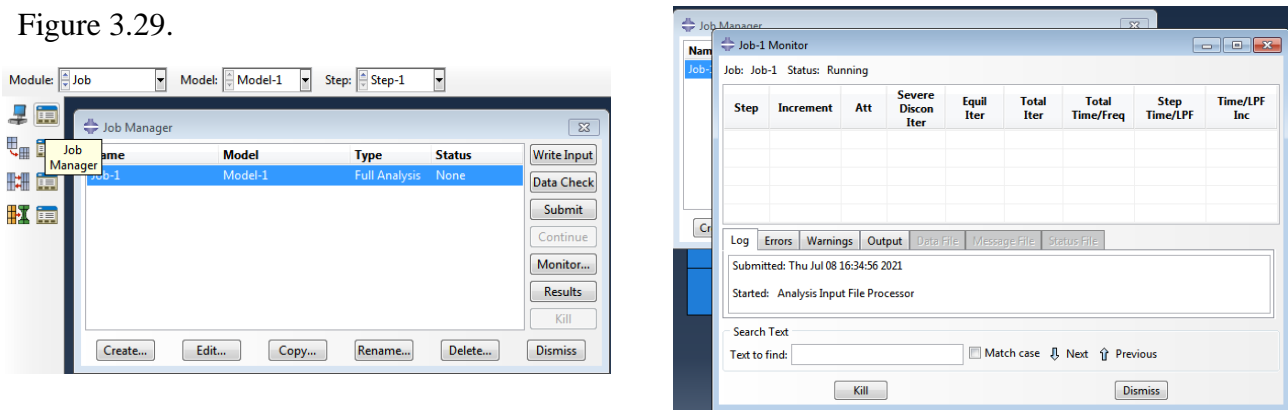 Figure 3.29.
Module: Job Model: Model-1 Step: Step-1
Job Manager
Job Manager
Name Model Type Status
Job-1 Model-1 Full Analysis None
Write Input
Data Check
Submit
Continue
Monitor...
Results
Kill
Create... Edit... Copy... Rename... Delete... Dismiss
Job Manager
Nam
Job-
Cr
Job-1 Monitor
Job: Job-1 Status: Running
Step Increment Att Severe Discon Iter Equil Iter Total Iter Total Time/Freq Step Time/LPF Time/LPF Inc
Log Errors Warnings Output Data File Message File Status File
Submitted: Thu Jul 08 16:34:56 2021
Started: Analysis Input File Processor
Search Text
Text to find: Match case Next Previous
Kill Dismiss